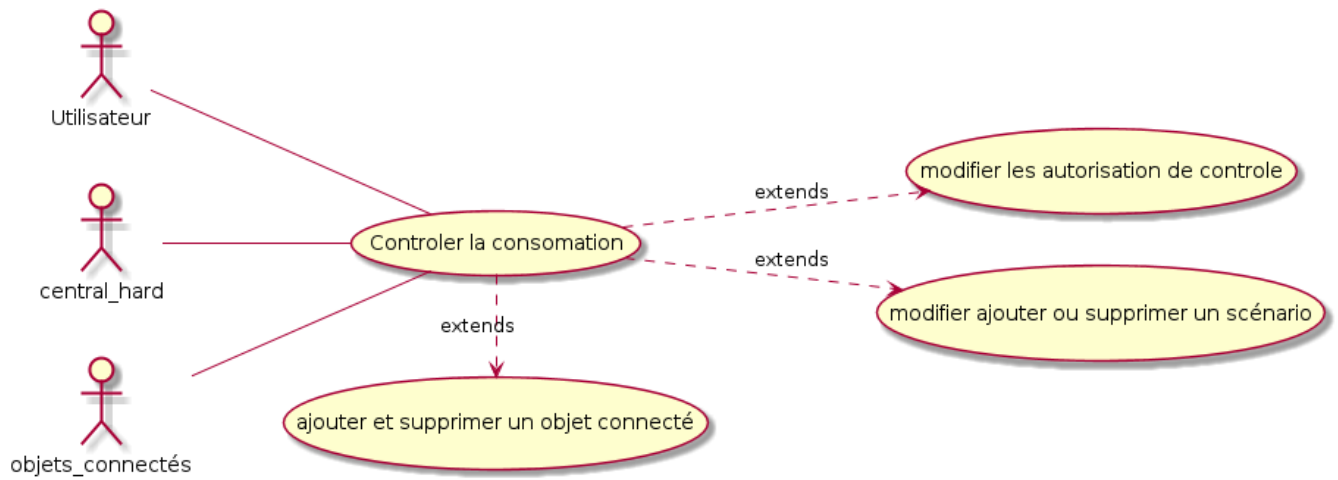 Utilisateur
modifier les autorisation de controle
extends
Controler la consomation
extends
central_hard
modifier ajouter ou supprimer un scénario
extends
ajouter et supprimer un objet connecté
objets_connectés